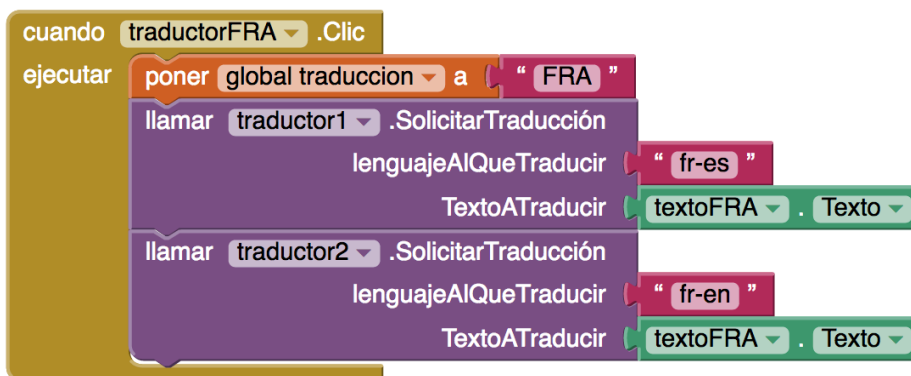 cuando traductorFRA .Clic
ejecutar poner global traduccion a " FRA "
llamar traductor1 .SolicitarTraducción
lenguajeAlQueTraducir " fr-es "
TextoATraducir textoFRA . Texto
llamar traductor2 .SolicitarTraducción
lenguajeAlQueTraducir " fr-en "
TextoATraducir textoFRA . Texto